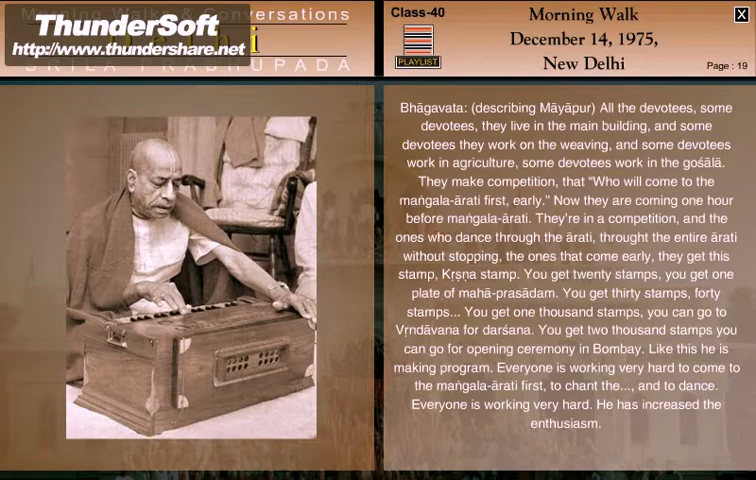 Morning Walks & Conversations
ThunderSoft
http://www.thundershare.net
SRILA PRABHUPADA
Class-40
PLAYLIST
Morning Walk
December 14, 1975,
New Delhi
X
Page : 19
Bhāgavata: (describing Māyāpur) All the devotees, some
devotees, they live in the main building, and some
devotees they work on the weaving, and some devotees
work in agriculture, some devotees work in the gośālā.
They make competition, that “Who will come to the
maṅgala-ārati first, early.” Now they are coming one hour
before maṅgala-ārati. They're in a competition, and the
ones who dance through the ārati, throught the entire ārati
without stopping, the ones that come early, they get this
stamp, Kṛṣṇa stamp. You get twenty stamps, you get one
plate of mahā-prasādam. You get thirty stamps, forty
stamps... You get one thousand stamps, you can go to
Vṛndāvana for darśana. You get two thousand stamps you
can go for opening ceremony in Bombay. Like this he is
making program. Everyone is working very hard to come to
the maṅgala-ārati first, to chant the..., and to dance.
Everyone is working very hard. He has increased the
enthusiasm.